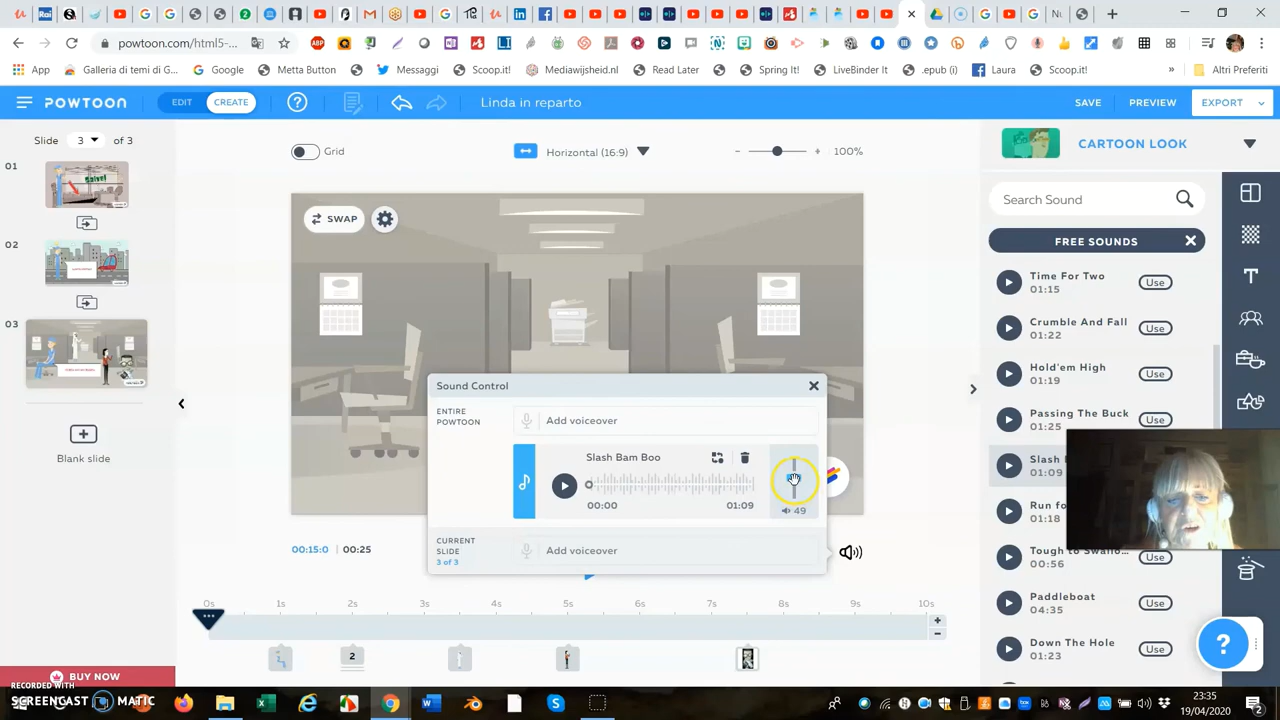 powtoon.com/html5-...
App
Galleria di temi di G...
Google
Metta Button
Messaggi
Scoop.it!
Mediawijsheid.nl
Read Later
Spring It!
LiveBinder It
.epub (i)
Laura
Scoop.it!
»
Altri Preferiti
POWTOON
EDIT
CREATE
?
Linda in reparto
SAVE
PREVIEW
EXPORT
Slide 3 of 3
Grid
Horizontal (16:9)
- + 100%
CARTOON LOOK
Search Sound
FREE SOUNDS
01
02
03
Blank slide
SWAP
Time For Two
01:15
Use
Crumble And Fall
01:22
Use
Hold'em High
01:19
Use
Passing The Buck
01:25
Use
Slash
01:09
Run fo
01:18
Tough to Swallo
00:56
Use
Paddleboat
04:35
Use
Down The Hole
01:23
Use
Sound Control
ENTIRE
POWTOON
Add voiceover
Slash Bam Boo
00:00
01:09
49
CURRENT
SLIDE
3 of 3
Add voiceover
00:15:0 | 00:25
0s 1s 2s 3s 4s 5s 6s 7s 8s 9s 10s
2
+
-
?
BUY NOW
RECORDED WITH
SCREENCAST MATIC
23:35
19/04/2020
2